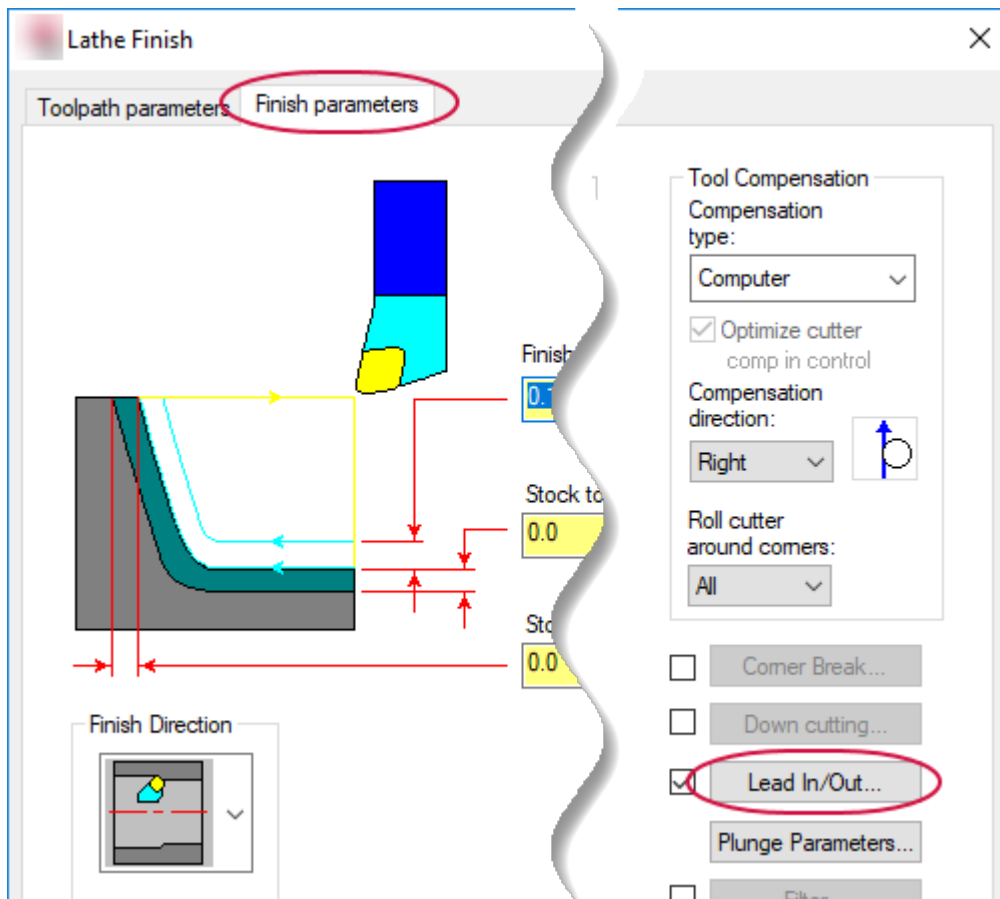 Lathe Finish
Toolpath parameters
Finish parameters
Finish
0.
Stock to
0.0
Sto
0.0
Finish Direction
Tool Compensation
Compensation
type:
Computer
Optimize cutter
comp in control
Compensation
direction:
Right
Roll cutter
around corners:
All
Corner Break...
Down cutting...
Lead In/Out...
Plunge Parameters...